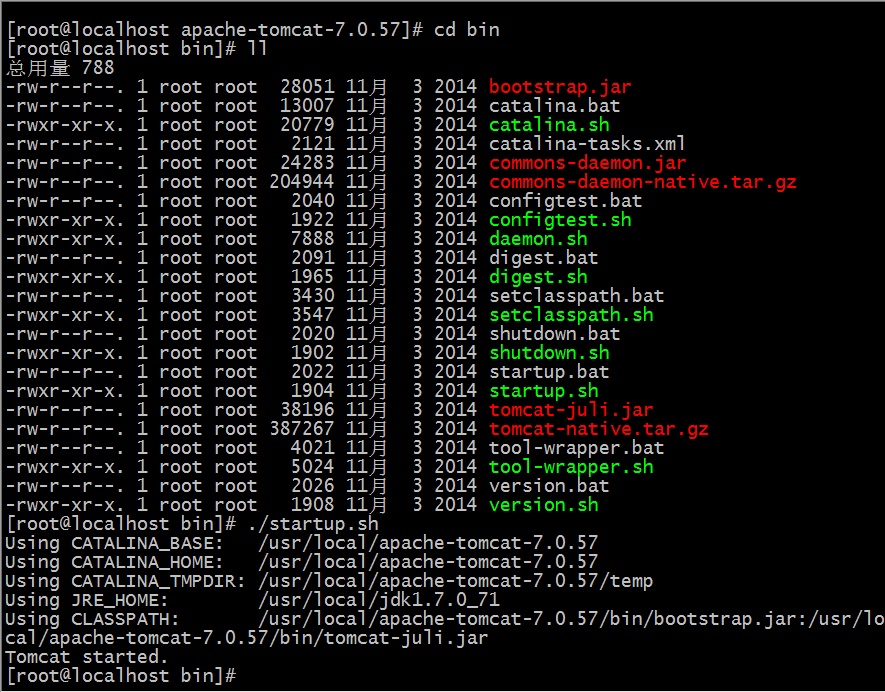 [root@localhost apache-tomcat-7.0.57]# cd bin
[root@localhost bin]# ll
总用量 788
-rw-r--r--. 1 root root  28051 11月  3 2014 bootstrap.jar
-rw-r--r--. 1 root root  13007 11月  3 2014 catalina.bat
-rwxr-xr-x. 1 root root  20779 11月  3 2014 catalina.sh
-rw-r--r--. 1 root root   2121 11月  3 2014 catalina-tasks.xml
-rw-r--r--. 1 root root  24283 11月  3 2014 commons-daemon.jar
-rw-r--r--. 1 root root 204944 11月  3 2014 commons-daemon-native.tar.gz
-rw-r--r--. 1 root root   2040 11月  3 2014 configtest.bat
-rwxr-xr-x. 1 root root   1922 11月  3 2014 configtest.sh
-rwxr-xr-x. 1 root root   7888 11月  3 2014 daemon.sh
-rw-r--r--. 1 root root   2091 11月  3 2014 digest.bat
-rwxr-xr-x. 1 root root   1965 11月  3 2014 digest.sh
-rw-r--r--. 1 root root   3430 11月  3 2014 setclasspath.bat
-rwxr-xr-x. 1 root root   3547 11月  3 2014 setclasspath.sh
-rw-r--r--. 1 root root   2020 11月  3 2014 shutdown.bat
-rwxr-xr-x. 1 root root   1902 11月  3 2014 shutdown.sh
-rw-r--r--. 1 root root   2022 11月  3 2014 startup.bat
-rwxr-xr-x. 1 root root   1904 11月  3 2014 startup.sh
-rw-r--r--. 1 root root  38196 11月  3 2014 tomcat-juli.jar
-rw-r--r--. 1 root root 387267 11月  3 2014 tomcat-native.tar.gz
-rw-r--r--. 1 root root   4021 11月  3 2014 tool-wrapper.bat
-rwxr-xr-x. 1 root root   5024 11月  3 2014 tool-wrapper.sh
-rw-r--r--. 1 root root   2026 11月  3 2014 version.bat
-rwxr-xr-x. 1 root root   1908 11月  3 2014 version.sh
[root@localhost bin]# ./startup.sh
Using CATALINA_BASE:   /usr/local/apache-tomcat-7.0.57
Using CATALINA_HOME:   /usr/local/apache-tomcat-7.0.57
Using CATALINA_TMPDIR: /usr/local/apache-tomcat-7.0.57/temp
Using JRE_HOME:        /usr/local/jdk1.7.0_71
Using CLASSPATH:       /usr/local/apache-tomcat-7.0.57/bin/bootstrap.jar:/usr/lo
cal/apache-tomcat-7.0.57/bin/tomcat-juli.jar
Tomcat started.
[root@localhost bin]#